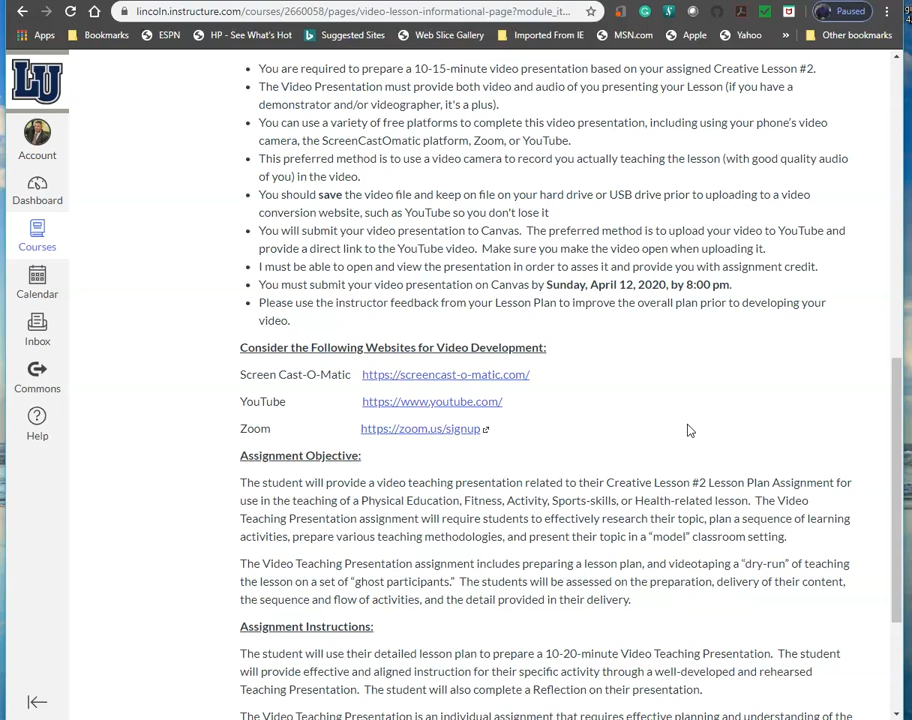 lincoln.instructure.com/courses/2660058/pages/video-lesson-informational-page?module_it...
Paused
Apps
Bookmarks
ESPN
HP - See What's Hot
Suggested Sites
Web Slice Gallery
Imported From IE
MSN.com
Apple
Yahoo
»
Other bookmarks
LU
Account
Dashboard
Courses
Calendar
Inbox
Commons
Help
• You are required to prepare a 10-15-minute video presentation based on your assigned Creative Lesson #2.
• The Video Presentation must provide both video and audio of you presenting your Lesson (if you have a
demonstrator and/or videographer, it's a plus).
• You can use a variety of free platforms to complete this video presentation, including using your phone's video
camera, the ScreenCastOmatic platform, Zoom, or YouTube.
• This preferred method is to use a video camera to record you actually teaching the lesson (with good quality audio
of you) in the video.
• You should save the video file and keep on file on your hard drive or USB drive prior to uploading to a video
conversion website, such as YouTube so you don't lose it
• You will submit your video presentation to Canvas. The preferred method is to upload your video to YouTube and
provide a direct link to the YouTube video. Make sure you make the video open when uploading it.
• I must be able to open and view the presentation in order to asses it and provide you with assignment credit.
• You must submit your video presentation on Canvas by Sunday, April 12, 2020, by 8:00 pm.
• Please use the instructor feedback from your Lesson Plan to improve the overall plan prior to developing your
video.
Consider the Following Websites for Video Development:
Screen Cast-O-Matic https://screencast-o-matic.com/
YouTube https://www.youtube.com/
Zoom https://zoom.us/signup
Assignment Objective:
The student will provide a video teaching presentation related to their Creative Lesson #2 Lesson Plan Assignment for
use in the teaching of a Physical Education, Fitness, Activity, Sports-skills, or Health-related lesson. The Video
Teaching Presentation assignment will require students to effectively research their topic, plan a sequence of learning
activities, prepare various teaching methodologies, and present their topic in a "model" classroom setting.
The Video Teaching Presentation assignment includes preparing a lesson plan, and videotaping a "dry-run" of teaching
the lesson on a set of "ghost participants." The students will be assessed on the preparation, delivery of their content,
the sequence and flow of activities, and the detail provided in their delivery.
Assignment Instructions:
The student will use their detailed lesson plan to prepare a 10-20-minute Video Teaching Presentation. The student
will provide effective and aligned instruction for their specific activity through a well-developed and rehearsed
Teaching Presentation. The student will also complete a Reflection on their presentation.
The Video Teaching Presentation is an individual assignment that requires effective planning and understanding of the